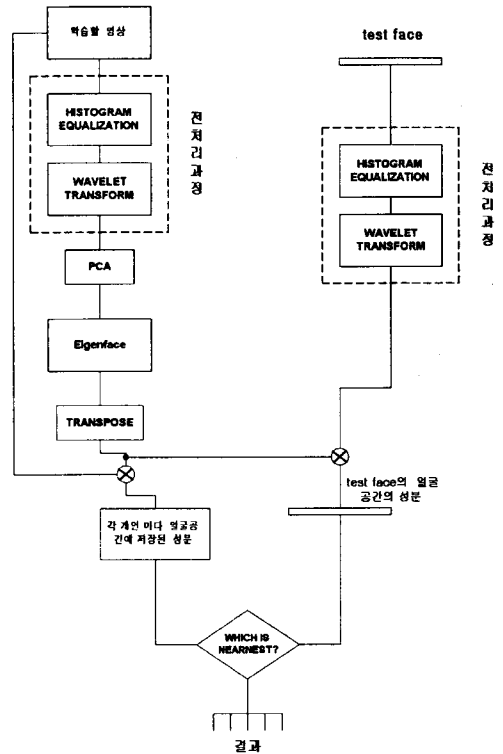 학습할 영상
HISTOGRAM
EQUALIZATION
WAVELET
TRANSFORM
전처리과정
PCA
Eigenface
TRANSPOSE
각 개인 마다 얼굴공
간에 저장된 성분
test face
HISTOGRAM
EQUALIZATION
WAVELET
TRANSFORM
전처리과정
test face의 얼굴
공간의 성분
WHICH IS
NEARNEST?
결과